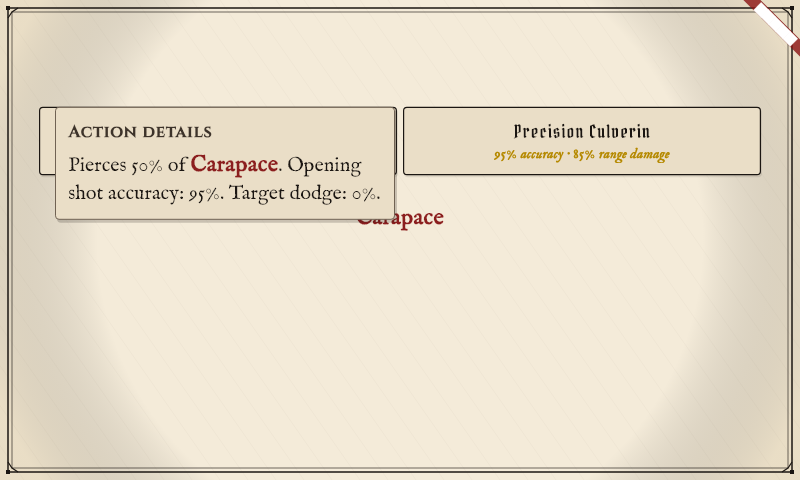 Action details
Pierces 50% of Carapace. Opening
shot accuracy: 95%. Target dodge: 0%.
Precision Culverin
95% accuracy · 85% range damage
Carapace